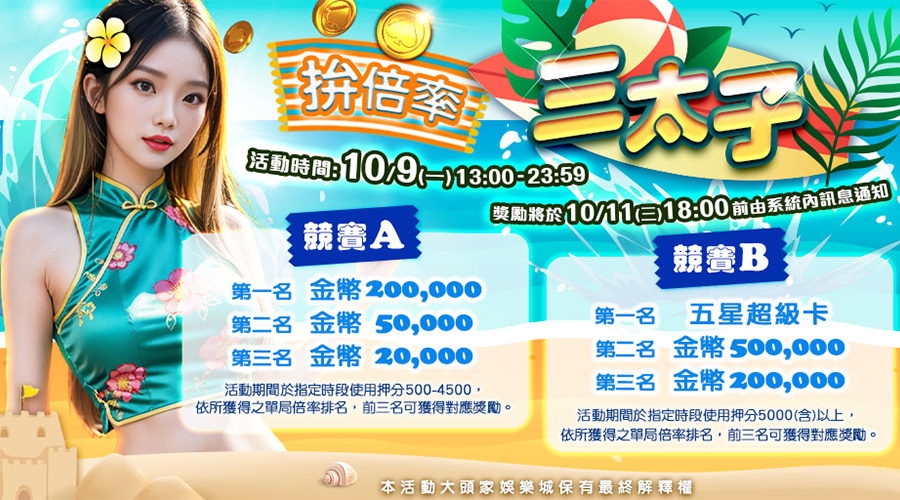 拚倍率
三太子
活動時間:10/9(一)13:00-23:59
獎勵將於10/11(三)18:00前由系統內訊息通知
競賽A
第一名 金幣200,000
第二名 金幣 50,000
第三名 金幣 20,000
活動期間於指定時段使用押分500-4500，
依所獲得之單局倍率排名，前三名可獲得對應獎勵。
競賽B
第一名 五星超級卡
第二名 金幣500,000
第三名 金幣200,000
活動期間於指定時段使用押分5000(含)以上，
依所獲得之單局倍率排名，前三名可獲得對應獎勵。
本活動大頭家娛樂城保有最終解釋權